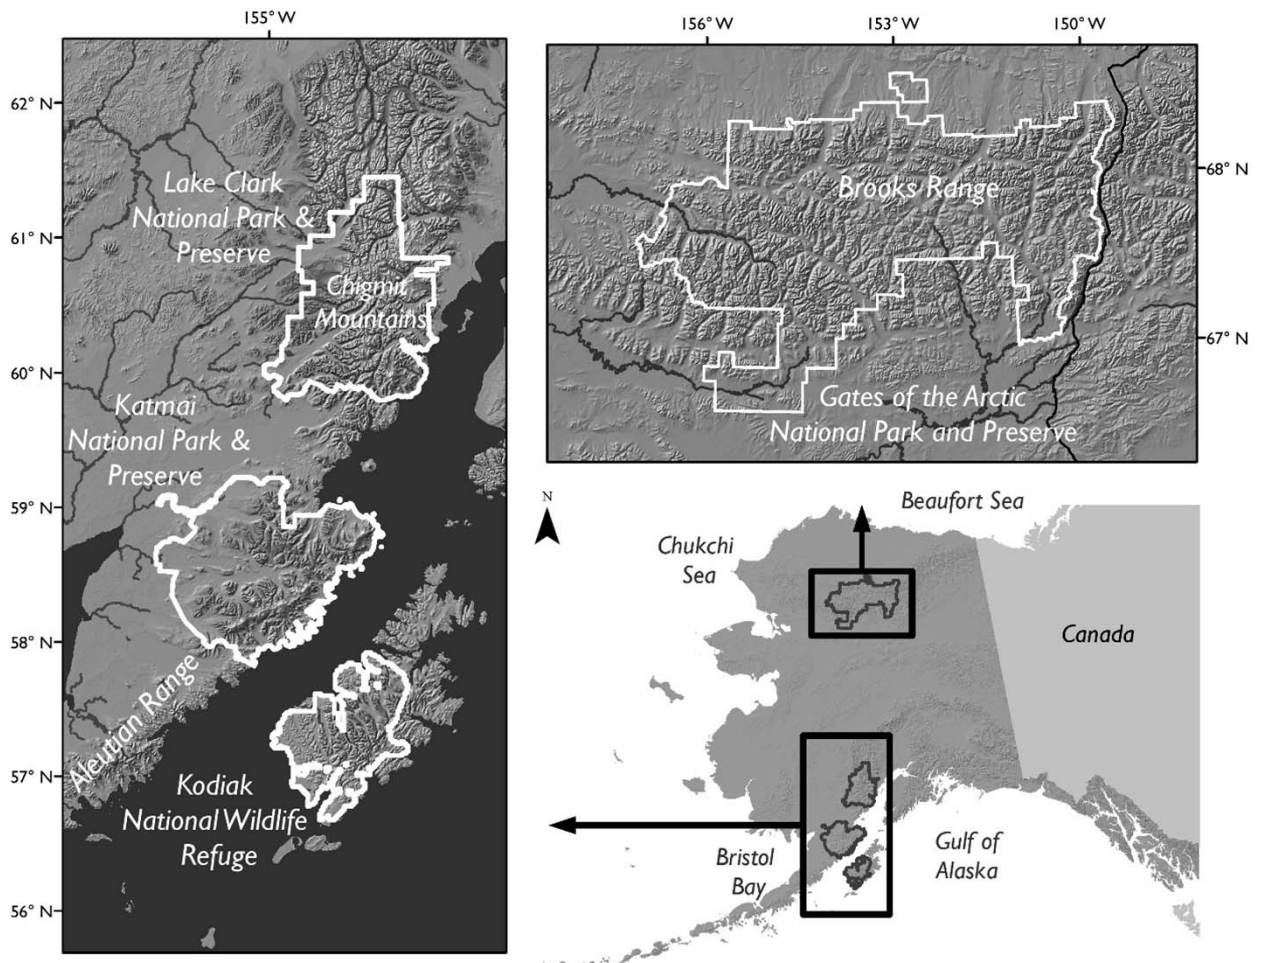 155° W
62° N
61° N
60° N
59° N
58° N
57° N
56° N
Lake Clark
National Park &
Preserve
Chigmit
Mountains
Katmai
National Park &
Preserve
Aleutian Range
Kodiak
National Wildlife
Refuge
156° W
153° W
150° W
68° N
67° N
Brooks Range
Gates of the Arctic
National Park and Preserve
N
Beaufort Sea
Chukchi
Sea
Canada
Bristol
Bay
Gulf of
Alaska